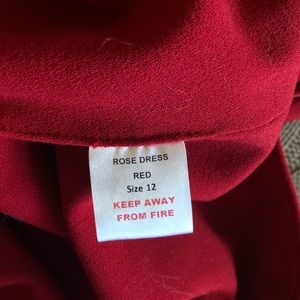 ROSE DRESS
RED
Size 12
KEEP AWAY
FROM FIRE